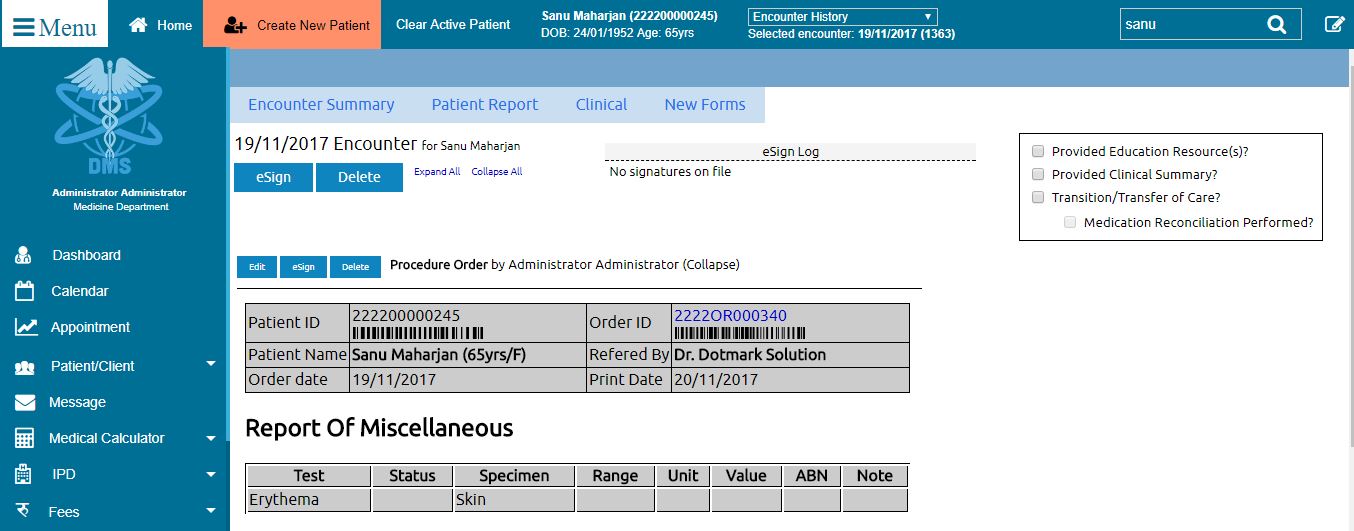 Menu
Home
Create New Patient
Clear Active Patient
Sanu Maharjan (222200000245)
DOB: 24/01/1952 Age: 65yrs
Encounter History
Selected encounter: 19/11/2017 (1363)
sanu
DMS
Administrator Administrator
Medicine Department
Dashboard
Calendar
Appointment
Patient/Client
Message
Medical Calculator
IPD
₹ Fees
Encounter Summary Patient Report Clinical New Forms
19/11/2017 Encounter for Sanu Maharjan
eSign Delete Expand All Collapse All
eSign Log
No signatures on file
Provided Education Resource(s)?
Provided Clinical Summary?
Transition/Transfer of Care?
Medication Reconciliation Performed?
Edit eSign Delete Procedure Order by Administrator Administrator (Collapse)
Patient ID 222200000245 Order ID 2222OR000340
Patient Name Sanu Maharjan (65yrs/F) Refered By Dr. Dotmark Solution
Order date 19/11/2017 Print Date 20/11/2017
Report Of Miscellaneous
Test Status Specimen Range Unit Value ABN Note
Erythema Skin